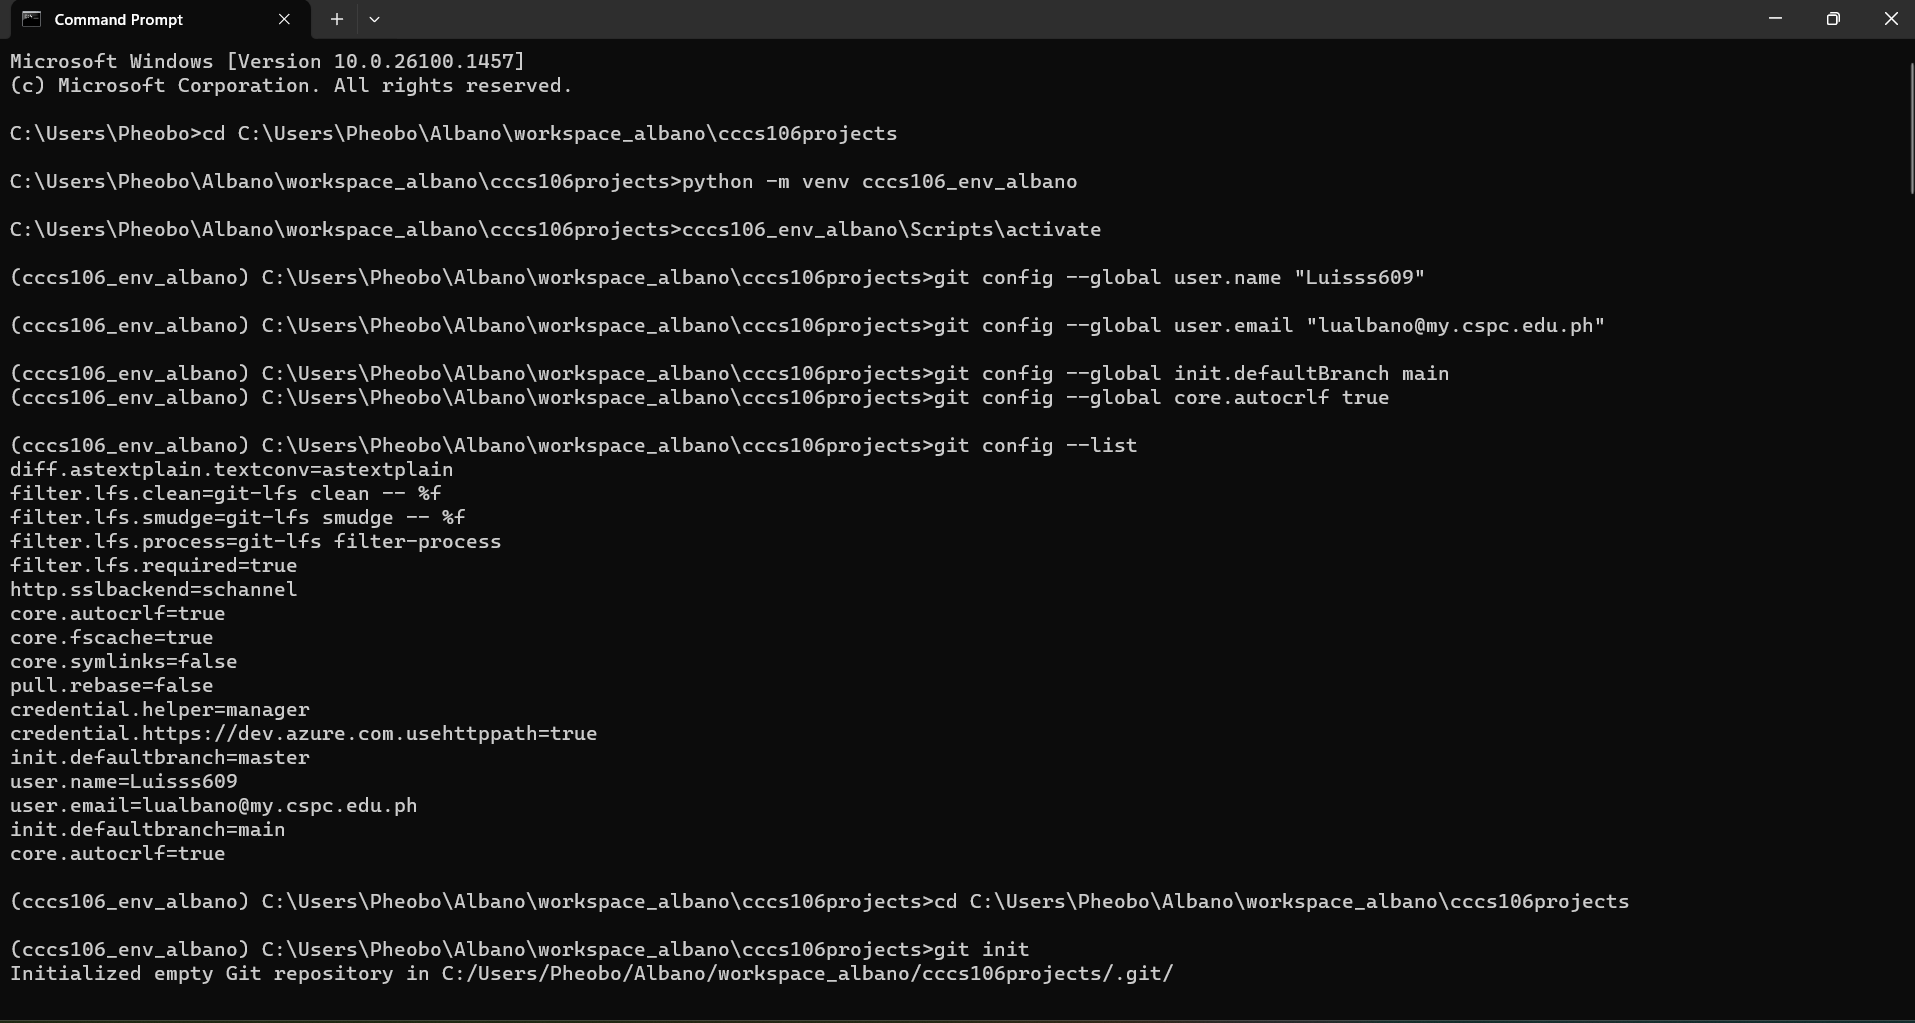 Command Prompt
Microsoft Windows [Version 10.0.26100.1457]
(c) Microsoft Corporation. All rights reserved.
C:\Users\Pheobo>cd C:\Users\Pheobo\Albano\workspace_albano\cccs106projects
C:\Users\Pheobo\Albano\workspace_albano\cccs106projects>python -m venv cccs106_env_albano
C:\Users\Pheobo\Albano\workspace_albano\cccs106projects>cccs106_env_albano\Scripts\activate
(cccs106_env_albano) C:\Users\Pheobo\Albano\workspace_albano\cccs106projects>git config --global user.name "Luisss609"
(cccs106_env_albano) C:\Users\Pheobo\Albano\workspace_albano\cccs106projects>git config --global user.email "lualbano@my.cspc.edu.ph"
(cccs106_env_albano) C:\Users\Pheobo\Albano\workspace_albano\cccs106projects>git config --global init.defaultBranch main
(cccs106_env_albano) C:\Users\Pheobo\Albano\workspace_albano\cccs106projects>git config --global core.autocrlf true
(cccs106_env_albano) C:\Users\Pheobo\Albano\workspace_albano\cccs106projects>git config --list
diff.astextplain.textconv=astextplain
filter.lfs.clean=git-lfs clean -- %f
filter.lfs.smudge=git-lfs smudge -- %f
filter.lfs.process=git-lfs filter-process
filter.lfs.required=true
http.sslbackend=schannel
core.autocrlf=true
core.fscache=true
core.symlinks=false
pull.rebase=false
credential.helper=manager
credential.https://dev.azure.com.usehttppath=true
init.defaultbranch=master
user.name=Luisss609
user.email=lualbano@my.cspc.edu.ph
init.defaultbranch=main
core.autocrlf=true
(cccs106_env_albano) C:\Users\Pheobo\Albano\workspace_albano\cccs106projects>cd C:\Users\Pheobo\Albano\workspace_albano\cccs106projects
(cccs106_env_albano) C:\Users\Pheobo\Albano\workspace_albano\cccs106projects>git init
Initialized empty Git repository in C:/Users/Pheobo/Albano/workspace_albano/cccs106projects/.git/